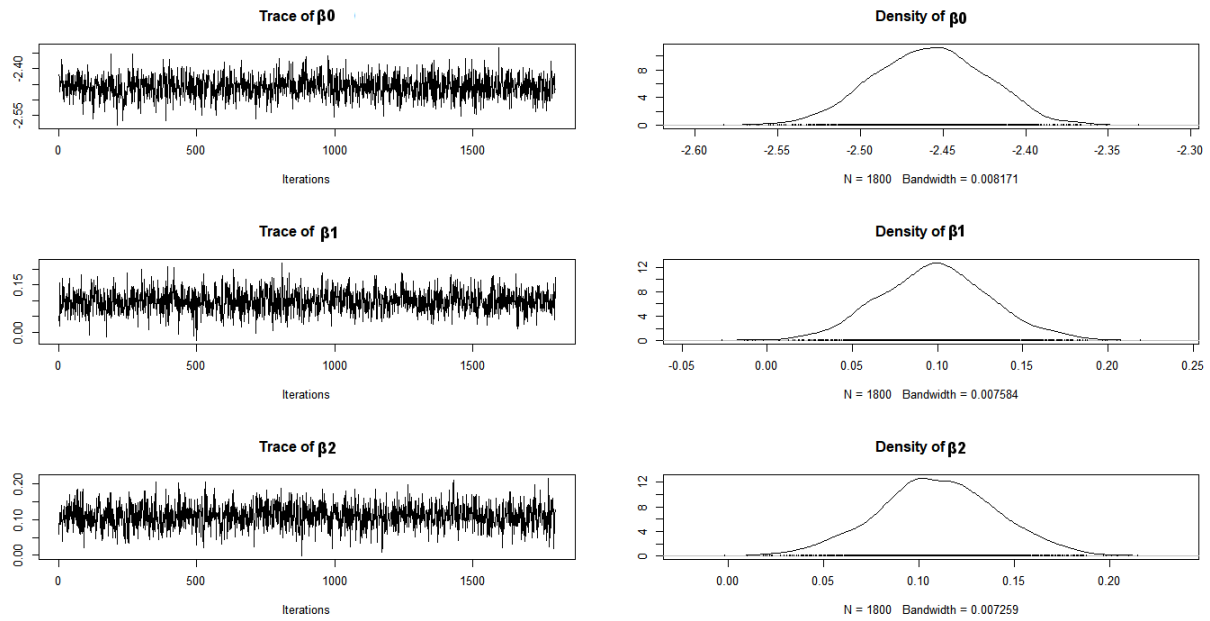 Trace of β0
-2.40
-2.55
0 500 1000 1500
Iterations
Density of β0
8
4
0
-2.60 -2.55 -2.50 -2.45 -2.40 -2.35 -2.30
N = 1800 Bandwidth = 0.008171
Trace of β1
0.15
0.00
0 500 1000 1500
Iterations
Density of β1
12
8
4
0
-0.05 0.00 0.05 0.10 0.15 0.20 0.25
N = 1800 Bandwidth = 0.007584
Trace of β2
0.20
0.10
0.00
0 500 1000 1500
Iterations
Density of β2
12
8
4
0
0.00 0.05 0.10 0.15 0.20
N = 1800 Bandwidth = 0.007259